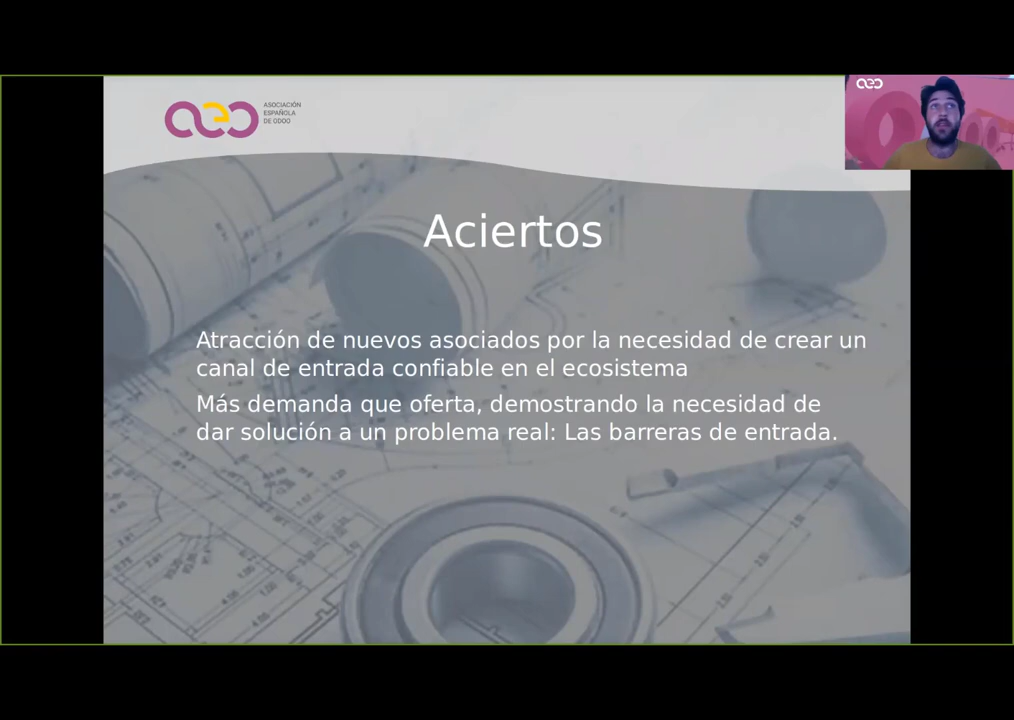 aeo
ASOCIACIÓN
ESPAÑOLA
DE ODOO
aeo
Aciertos
Atracción de nuevos asociados por la necesidad de crear un
canal de entrada confiable en el ecosistema
Más demanda que oferta, demostrando la necesidad de
dar solución a un problema real: Las barreras de entrada.